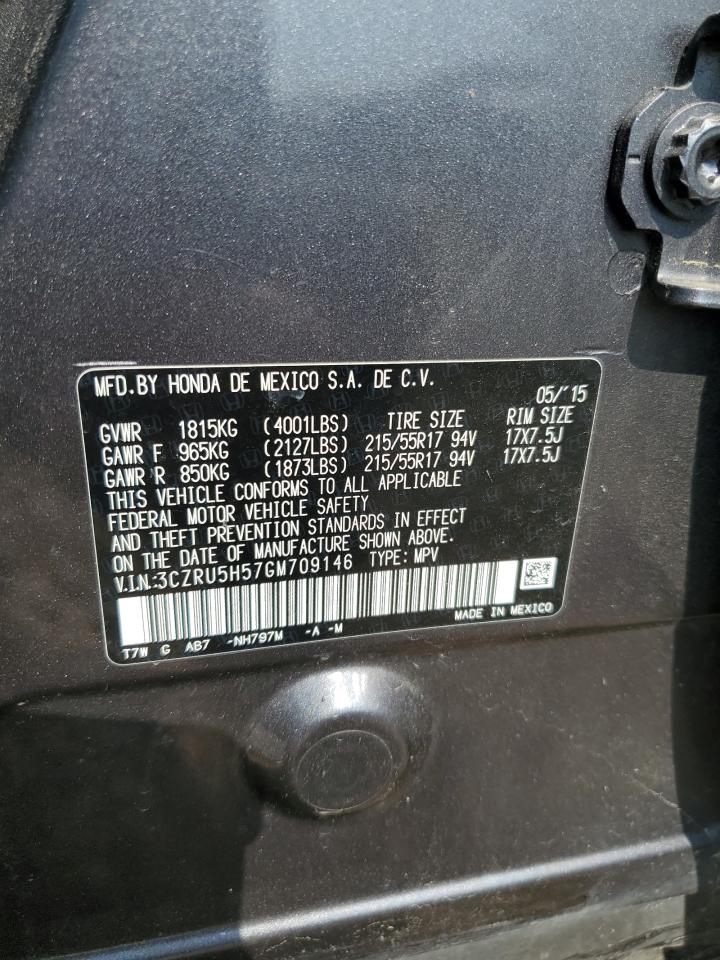 MFD.BY HONDA DE MEXICO S.A. DE C.V. 05/'15
GVWR 1815KG (4001LBS) TIRE SIZE RIM SIZE
GAWR F 965KG (2127LBS) 215/55R17 94V 17X7.5J
GAWR R 850KG (1873LBS) 215/55R17 94V 17X7.5J
THIS VEHICLE CONFORMS TO ALL APPLICABLE
FEDERAL MOTOR VEHICLE SAFETY
AND THEFT PREVENTION STANDARDS IN EFFECT
ON THE DATE OF MANUFACTURE SHOWN ABOVE.
V.I.N:3CZRU5H57GM709146 TYPE: MPV
T7W G AB7 -NH797M -A -M MADE IN MEXICO